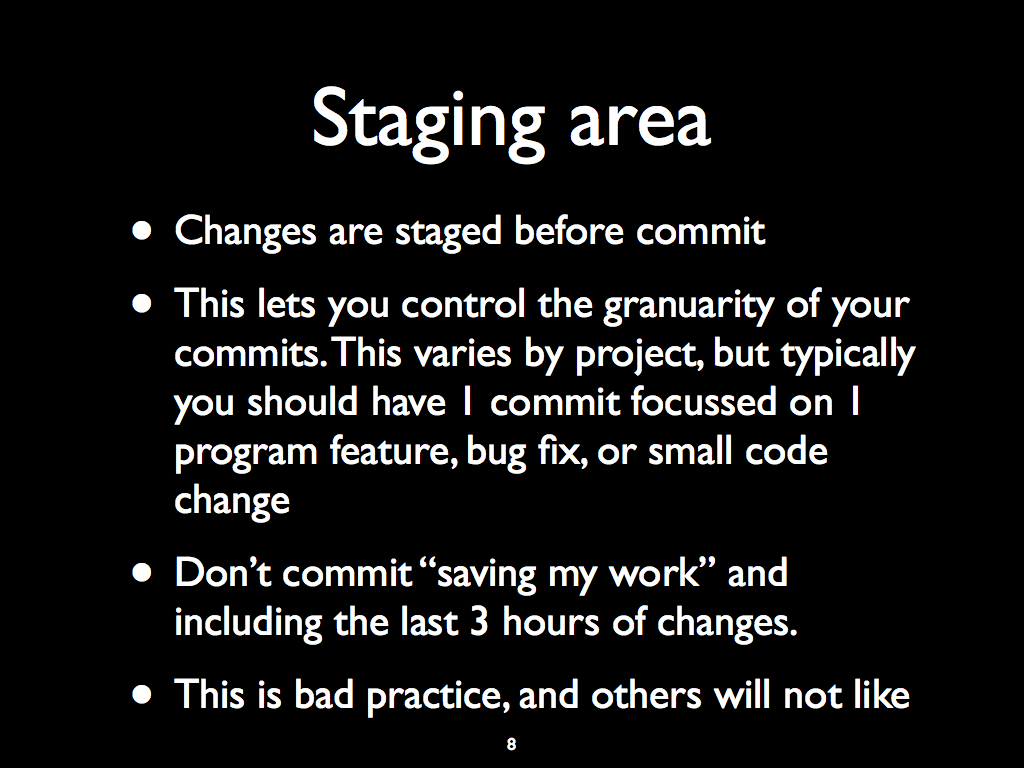 Staging area
• Changes are staged before commit
• This lets you control the granuarity of your
commits. This varies by project, but typically
you should have 1 commit focussed on 1
program feature, bug fix, or small code
change
• Don’t commit “saving my work” and
including the last 3 hours of changes.
• This is bad practice, and others will not like
8